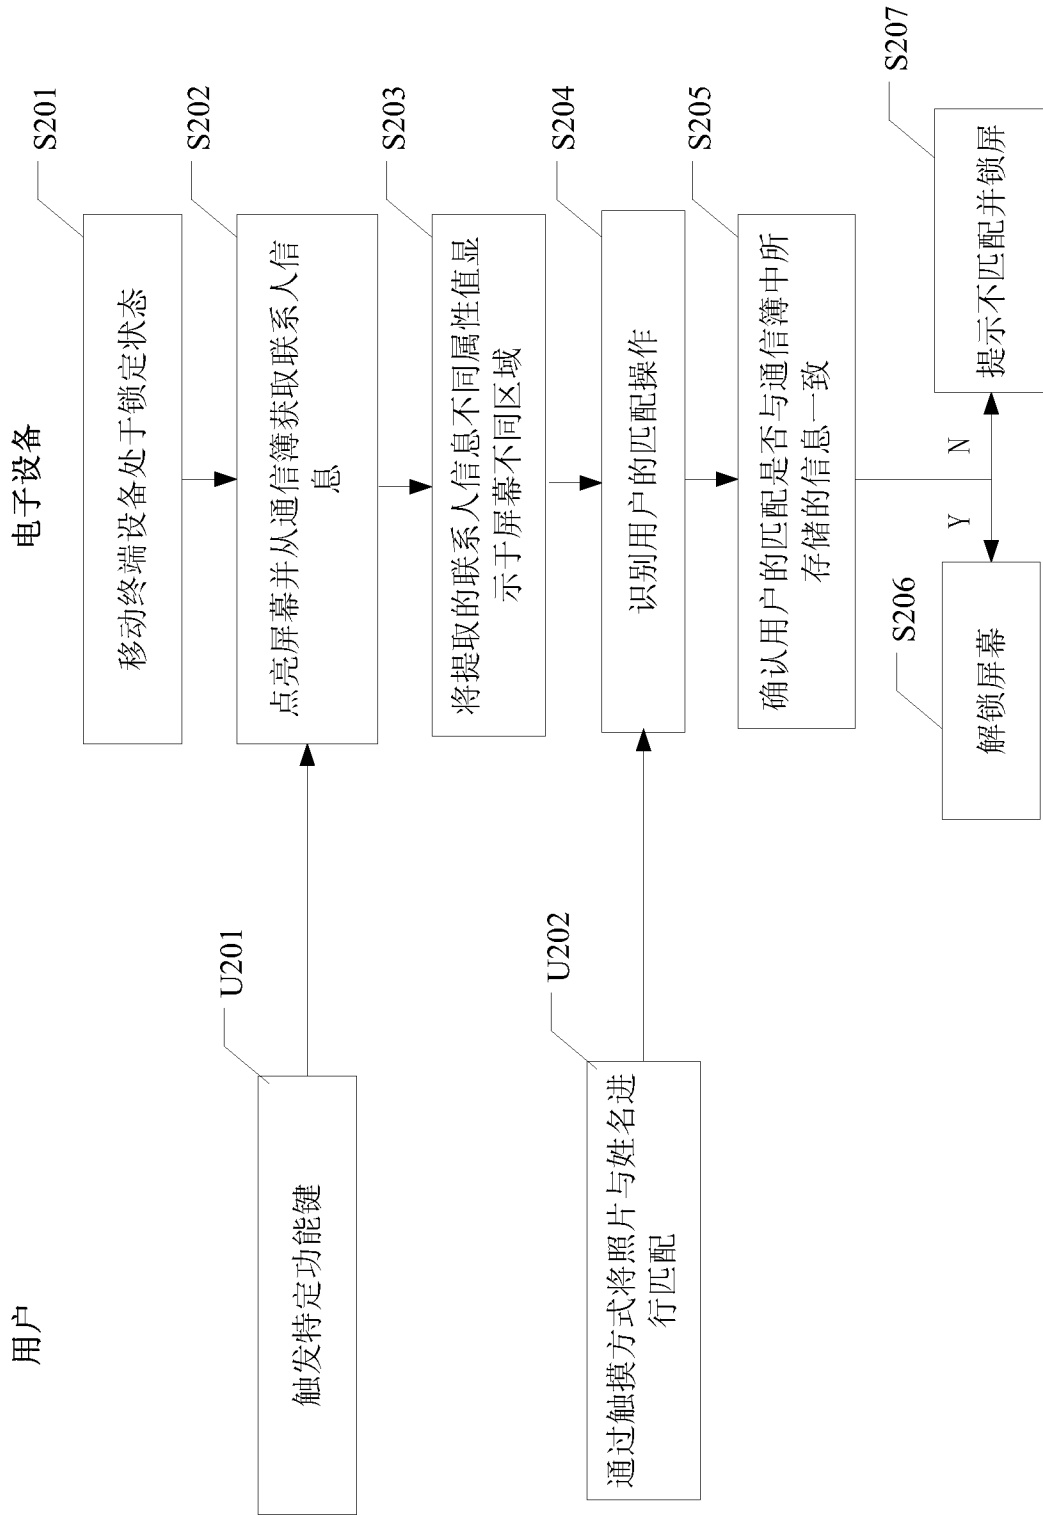 用户
电子设备
S201
移动终端设备处于锁定状态
U201
触发特定功能键
S202
点亮屏幕并从通信簿获取联系人信
息
S203
将提取的联系人信息不同属性值显
示于屏幕不同区域
U202
通过触摸方式将照片与姓名进
行匹配
S204
识别用户的匹配操作
S205
确认用户的匹配是否与通信簿中所
存储的信息一致
Y
N
S206
解锁屏幕
S207
提示不匹配并锁屏